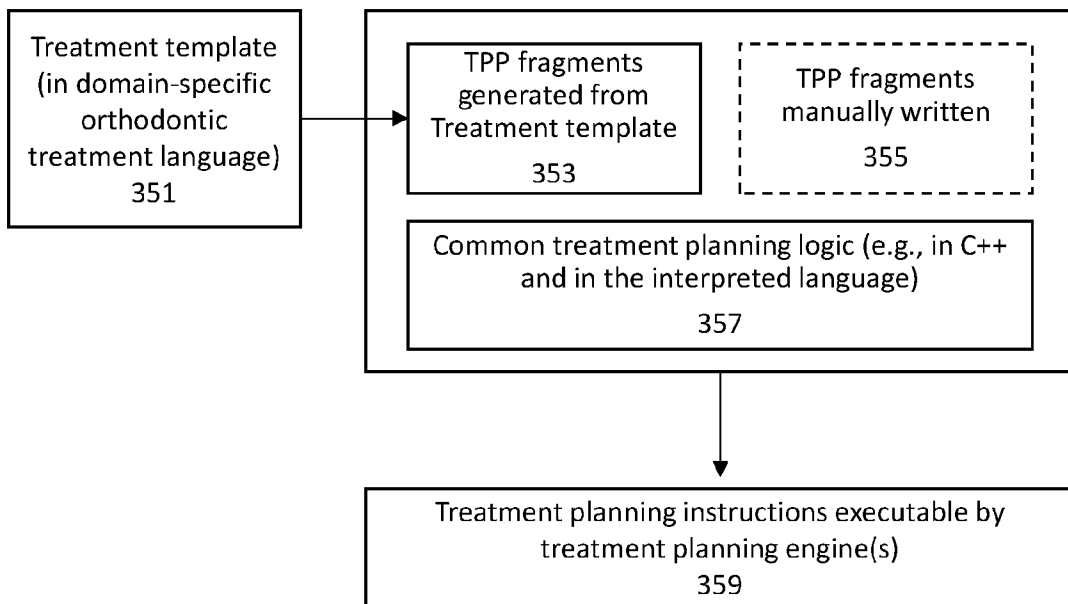 Treatment template
(in domain-specific
orthodontic
treatment language)
351
TPP fragments
generated from
Treatment template
353
TPP fragments
manually written
355
Common treatment planning logic (e.g., in C++
and in the interpreted language)
357
Treatment planning instructions executable by
treatment planning engine(s)
359